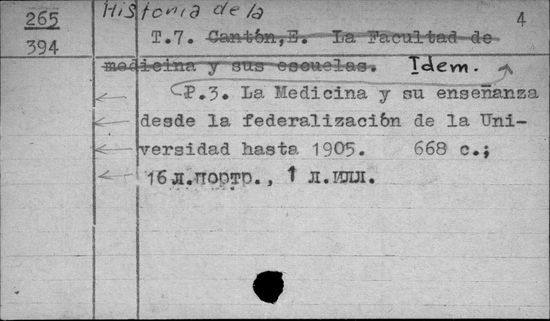 Historia de la
265
394
4
T.7. Cantón,E. La Facultad de
medicina y sus escuelas. Idem.
P.3. La Medicina y su enseñanza
desde la federalización de la Uni-
versidad hasta 1905. 668 с.;
16 л.портр., 1 л.илл.